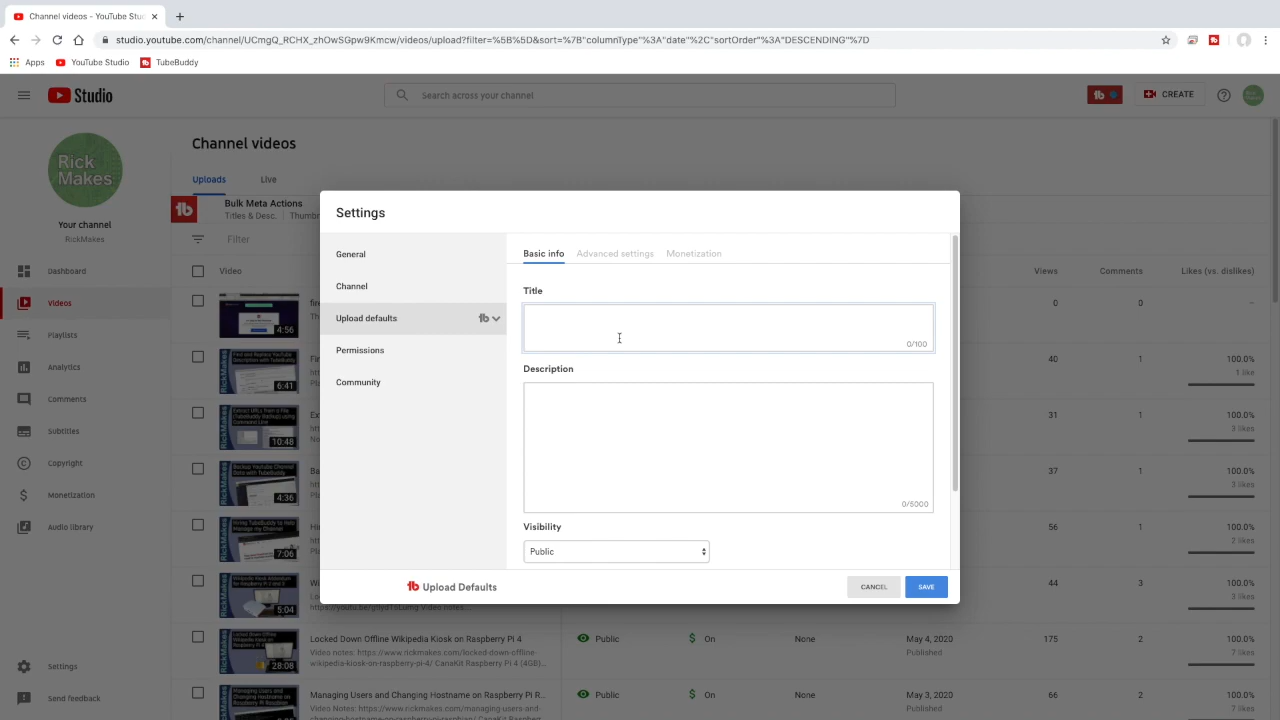 Channel videos - YouTube Stud
studio.youtube.com/channel/UCmgQ_RCHX_zhOwSGpw9Kmcw/videos/upload?filter=%5B%5D&sort=%7B"columnType"%3A"date"%2C"sortOrder"%3A"DESCENDING"%7D
Apps YouTube Studio TubeBuddy
Studio
Search across your channel
CREATE
Rick Makes
Your channel
RickMakes
Dashboard
Videos
Playlists
Analytics
Comments
Subtitles
Copyright
Monetization
Audio library
Settings
Send feedback
Channel videos
Uploads Live
Bulk Meta Actions
Titles & Desc. Thumb
Filter
Video Views Comments Likes (vs. dislikes)
4:56 0 0 –
6:41 40 1 100.0%
1 like
10:48 31 1 100.0%
3 likes
4:36 37 1 100.0%
3 likes
7:06 56 2 100.0%
2 likes
5:04 44 3 100.0%
Locked Down Offline Wikipedia Kiosk on Raspberry Pi 4 Public On None May 4, 2020 175 2 100.0%
Video notes: https://www.rickmakes.com/locked-down-offline- Published
wikipedia-kiosk-on-raspberry-pi-4/ CanaKit Raspberry Pi 4 (4GB)...
28:08
Managing Users and Changing Hostname on Raspberry Pi R... Public On None May 3, 2020 66 2 100.0%
Video Notes: https://www.rickmakes.com/managing-users-and- Published 7 likes
Settings
General
Channel
Upload defaults
Permissions
Community
Basic info Advanced settings Monetization
Title
0/100
Description
0/5000
Visibility
Public
Upload Defaults
CANCEL SAVE